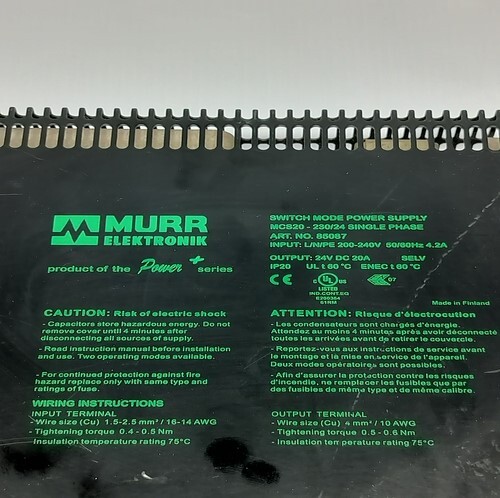 MURR
ELEKTRONIK
product of the Power + series
SWITCH MODE POWER SUPPLY
MCS20 - 230/24 SINGLE PHASE
ART. NO. 85087
INPUT: L/N/PE 200-240V 50/60Hz 4.2A
OUTPUT: 24V DC 20A SELV
IP20 UL: 60°C ENEC: 60°C
CE
c UL US
LISTED
IND.CONT.EQ
E200384
61NM
07
Made in Finland
CAUTION: Risk of electric shock
- Capacitors store hazardous energy. Do not
remove cover until 4 minutes after
disconnecting all sources of supply.
- Read instruction manual before installation
and use. Two operating modes available.
- For continued protection against fire
hazard replace only with same type and
ratings of fuse.
ATTENTION: Risque d'électrocution
- Les condensateurs sont chargés d'énergie.
Attendez au moins 4 minutes après avoir déconnecté
toutes les arrivées avant de retirer le couvercle.
- Reportez-vous aux instructions de service avant
le montage et la mise en service de l'appareil.
Deux modes opératoires sont possibles.
- Afin d'assurer la protection contre les risques
d'incendie, ne remplacer les fusibles que par
des fusibles de même type et de même calibre.
WIRING INSTRUCTIONS
INPUT TERMINAL
- Wire size (Cu) 1.5-2.5 mm² / 16-14 AWG
- Tightening torque 0.4 - 0.5 Nm
- Insulation temperature rating 75°C
OUTPUT TERMINAL
- Wire size (Cu) 4 mm² / 10 AWG
- Tightening torque 0.5 - 0.6 Nm
- Insulation temperature rating 75°C